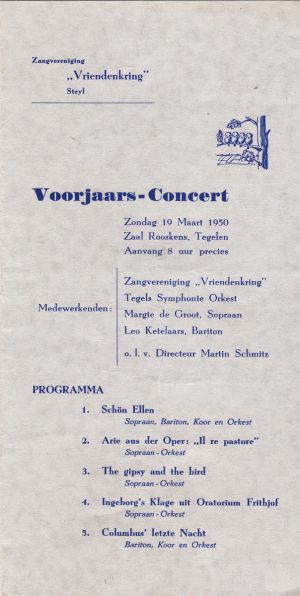 Zangvereniging
„Vriendenkring”
Steyl
Voorjaars-Concert
Zondag 19 Maart 1950
Zaal Rooskens, Tegelen
Aanvang 8 uur precies
Medewerkenden:
Zangvereniging „Vriendenkring”
Tegels Symphonie Orkest
Margie de Groot, Sopraan
Leo Ketelaars, Bariton
o. l. v. Directeur Martin Schmitz
PROGRAMMA
1. Schön Ellen
Sopraan, Bariton, Koor en Orkest
2. Arie aus der Oper: „Il re pastore”
Sopraan - Orkest
3. The gipsy and the bird
Sopraan - Orkest
4. Ingeborg's Klage uit Oratorium Frithjof
Sopraan - Orkest
5. Columbus' letzte Nacht
Bariton, Koor en Orkest